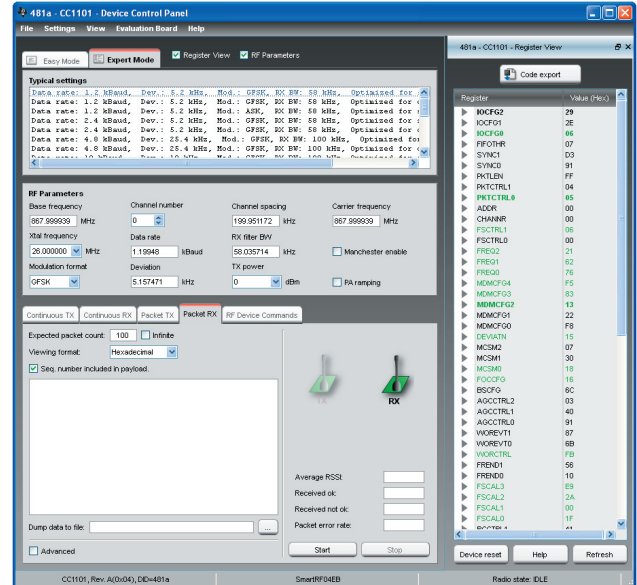 481a - CC1101 - Device Control Panel
File Settings View Evaluation Board Help
Easy Mode Expert Mode Register View RF Parameters
Typical settings
Data rate: 1.2 kBaud, Dev.: 5.2 kHz, Mod.: GFSK, RX BW: 58 kHz, Optimized for
Data rate: 1.2 kBaud, Dev.: 5.2 kHz, Mod.: GFSK, RX BW: 58 kHz, Optimized for
Data rate: 1.2 kBaud, Dev.: 5.2 kHz, Mod.: ASK, RX BW: 58 kHz, Optimized for
Data rate: 2.4 kBaud, Dev.: 5.2 kHz, Mod.: GFSK, RX BW: 58 kHz, Optimized for
Data rate: 2.4 kBaud, Dev.: 5.2 kHz, Mod.: GFSK, RX BW: 58 kHz, Optimized for
Data rate: 4.8 kBaud, Dev.: 25.4 kHz, Mod.: GFSK, RX BW: 100 kHz, Optimized for
Data rate: 4.8 kBaud, Dev.: 25.4 kHz, Mod.: GFSK, RX BW: 100 kHz, Optimized for
RF Parameters
Base frequency Channel number Channel spacing Carrier frequency
867.999939 MHz 0 199.951172 kHz 867.999939 MHz
Xtal frequency Data rate RX filter BW
26.000000 MHz 1.19948 kBaud 58.035714 kHz Manchester enable
Modulation format Deviation TX power
GFSK 5.157471 kHz 0 dBm PA ramping
Continuous TX Continuous RX Packet TX Packet RX RF Device Commands
Expected packet count: 100 Infinite
Viewing format: Hexadecimal
Seq. number included in payload.
TX RX
Average RSSI:
Received ok:
Received not ok:
Dump data to file: ... Packet error rate:
Advanced Start Stop
CC1101, Rev. A(0x04), DID=481a SmartRF04EB Radio state: IDLE
481a - CC1101 - Register View
Code export
Register Value (Hex)
IOCFG2 29
IOCFG1 2E
IOCFG0 06
FIFOTHR 07
SYNC1 D3
SYNC0 91
PKTLEN FF
PKTCTRL1 04
PKTCTRL0 05
ADDR 00
CHANNR 00
FSCTRL1 06
FSCTRL0 00
FREQ2 21
FREQ1 62
FREQ0 76
MDMCFG4 F5
MDMCFG3 83
MDMCFG2 13
MDMCFG1 22
MDMCFG0 F8
DEVIATN 15
MCSM2 07
MCSM1 30
MCSM0 18
FOCCFG 16
BSCFG 6C
AGCCTRL2 03
AGCCTRL1 40
AGCCTRL0 91
WOREVT1 87
WOREVT0 6B
WORCTRL FB
FREND1 56
FREND0 10
FSCAL3 E9
FSCAL2 2A
FSCAL1 00
FSCAL0 1F
RCCTRL1 41
Device reset Help Refresh